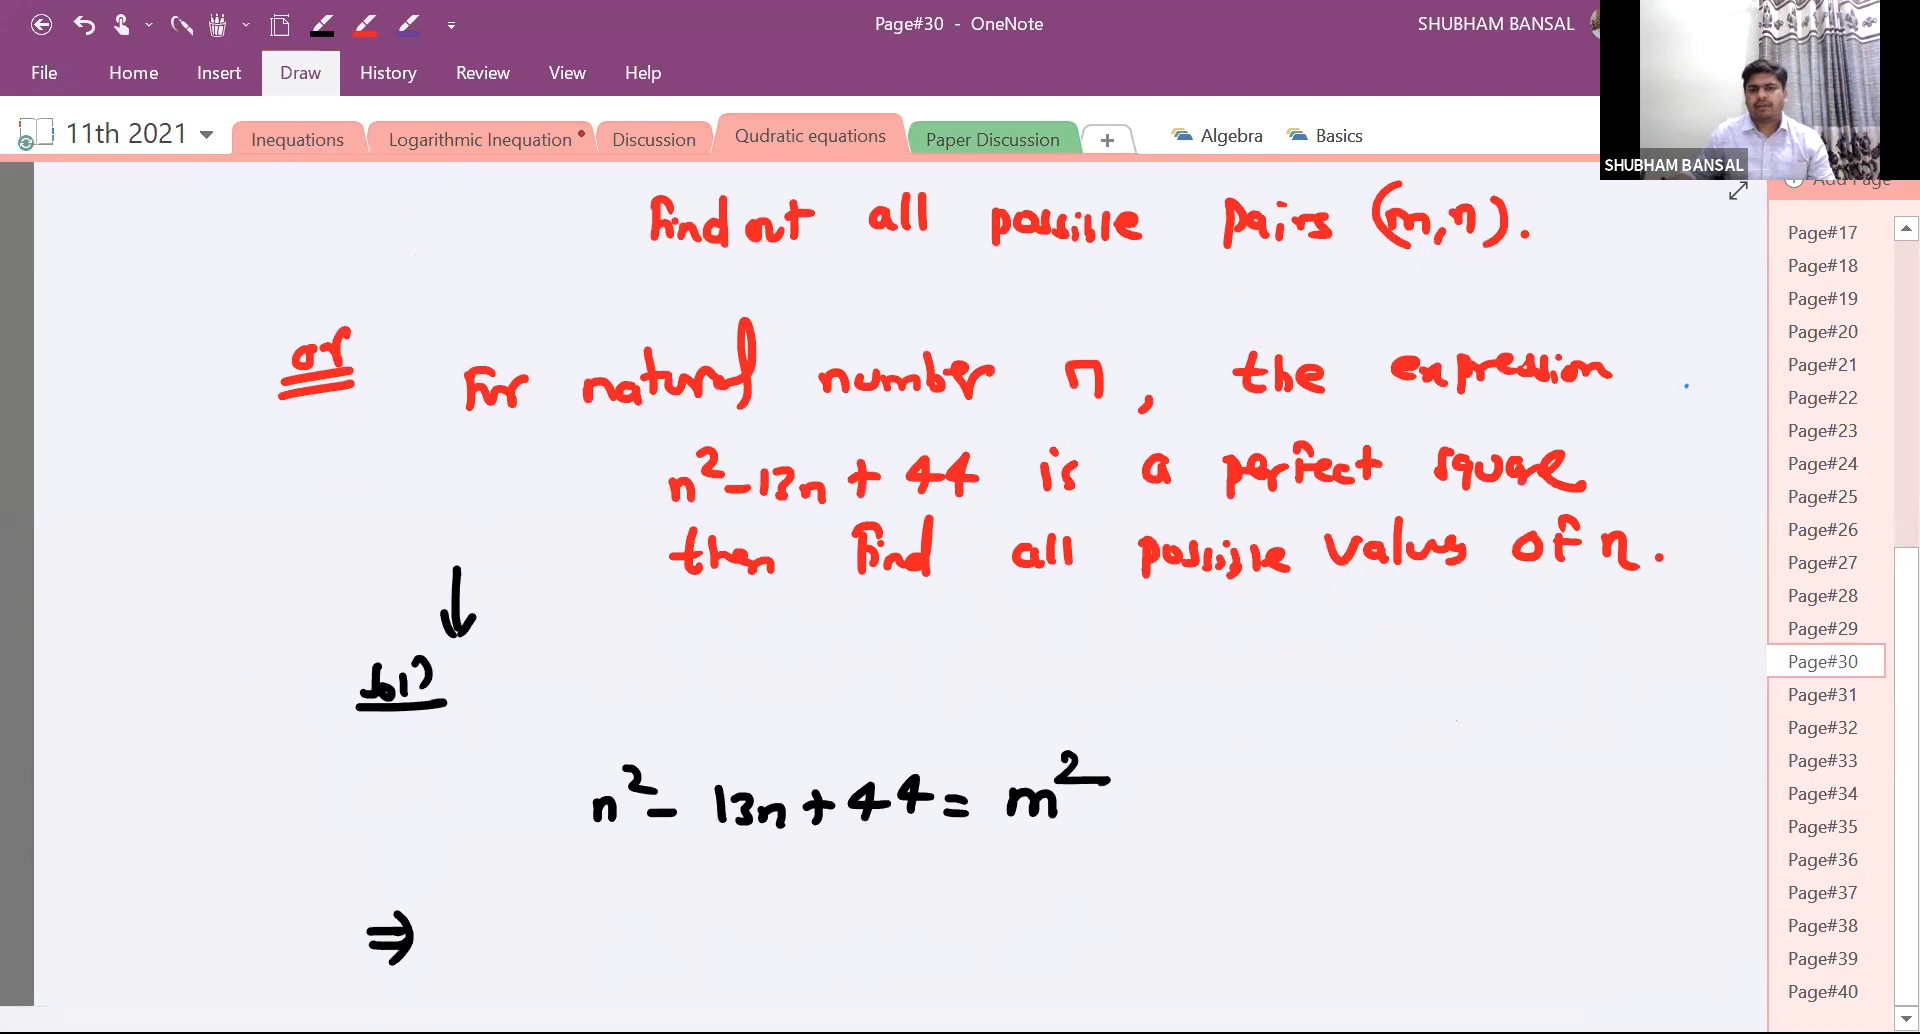 Page#30 - OneNote
SHUBHAM BANSAL
File Home Insert Draw History Review View Help
11th 2021
Inequations
Logarithmic Inequation
Discussion
Qudratic equations
Paper Discussion
+
Algebra
Basics
SHUBHAM BANSAL
Add Page
Find out all possible pairs (m,n).
or For natural number n, the expression
n²-13n+44 is a perfect square
then find all possible values of n.
↓
Solⁿ
n² - 13n + 44 = m²
⇒
Page#17
Page#18
Page#19
Page#20
Page#21
Page#22
Page#23
Page#24
Page#25
Page#26
Page#27
Page#28
Page#29
Page#30
Page#31
Page#32
Page#33
Page#34
Page#35
Page#36
Page#37
Page#38
Page#39
Page#40